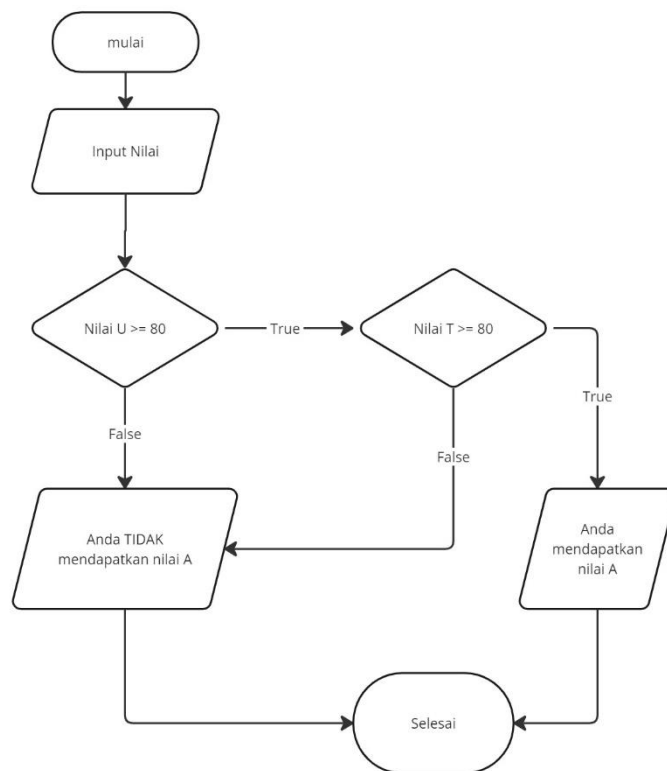 mulai
Input Nilai
Nilai U >= 80
True
Nilai T >= 80
True
False
False
Anda TIDAK
mendapatkan nilai A
Anda
mendapatkan
nilai A
Selesai